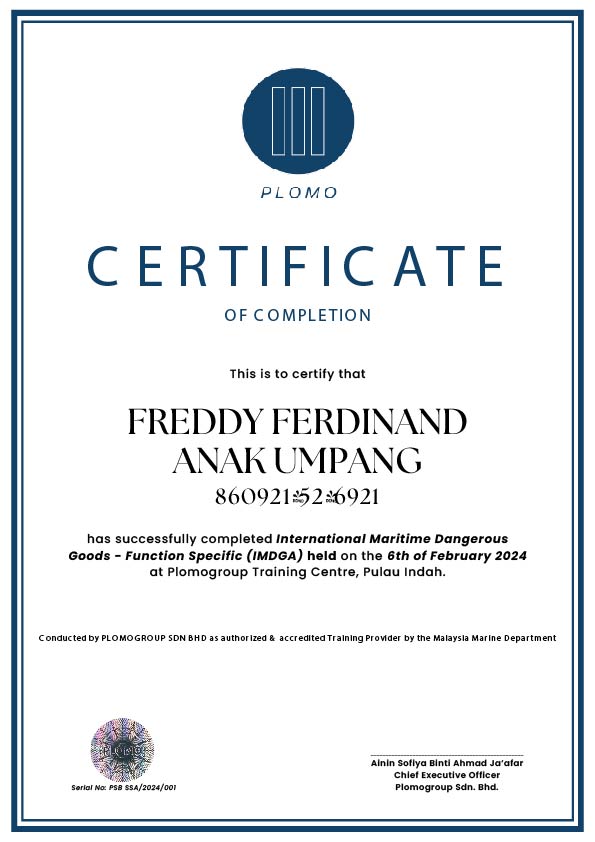 PLOMO
CERTIFICATE
OF COMPLETION
This is to certify that
FREDDY FERDINAND
ANAK UMPANG
860921 52 6921
has successfully completed International Maritime Dangerous
Goods - Function Specific (IMDGA) held on the 6th of February 2024
at Plomogroup Training Centre, Pulau Indah.
Conducted by PLOMOGROUP SDN BHD as authorized & accredited Training Provider by the Malaysia Marine Department
PLOMO
Serial No: PSB SSA/2024/001
Ainin Sofiya Binti Ahmad Ja'afar
Chief Executive Officer
Plomogroup Sdn. Bhd.